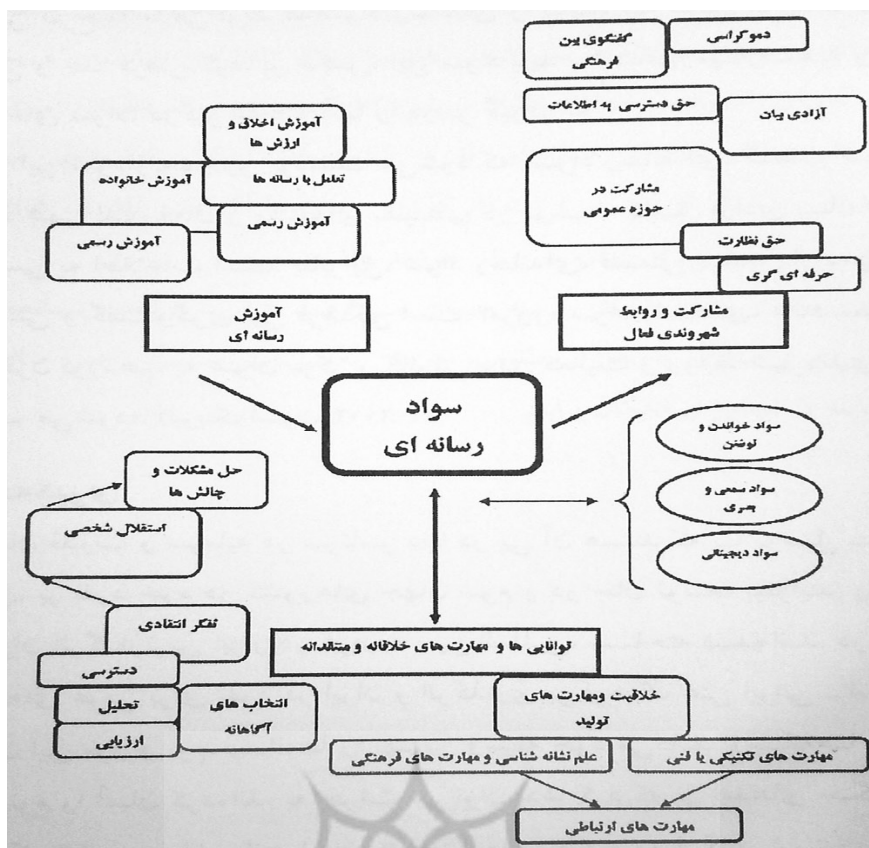 دموکراسی
گفتگوی بین
فرهنگی
حق دسترسی به اطلاعات
آزادی بیان
مشارکت در
حوزه عمومی
حق نظارت
حرفه ای گری
مشارکت و روابط
شهروندی فعال
آموزش اخلاق و
ارزش ها
تعامل با رسانه ها
آموزش خانواده
آموزش رسمی
آموزش رسمی
آموزش
رسانه ای
سواد
رسانه ای
سواد خواندن و
نوشتن
سواد سمعی و
بصری
سواد دیجیتالی
حل مشکلات و
چالش ها
استقلال شخصی
تفکر انتقادی
دسترسی
تحلیل
ارزیابی
انتخاب های
آگاهانه
توانایی ها و مهارت های خلاقانه و منتقدانه
خلاقیت ومهارت های
تولید
مهارت های تکنیکی یا فنی
علم نشانه شناسی و مهارت های فرهنگی
مهارت های ارتباطی